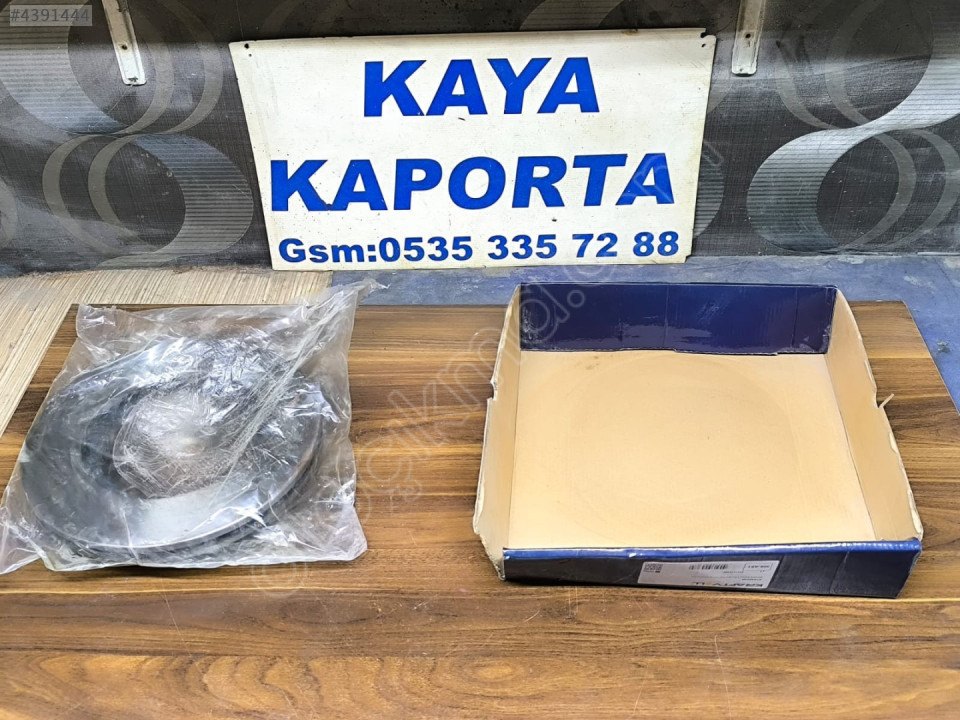 #4391444
KAYA
KAPORTA
Gsm:0535 335 72 88